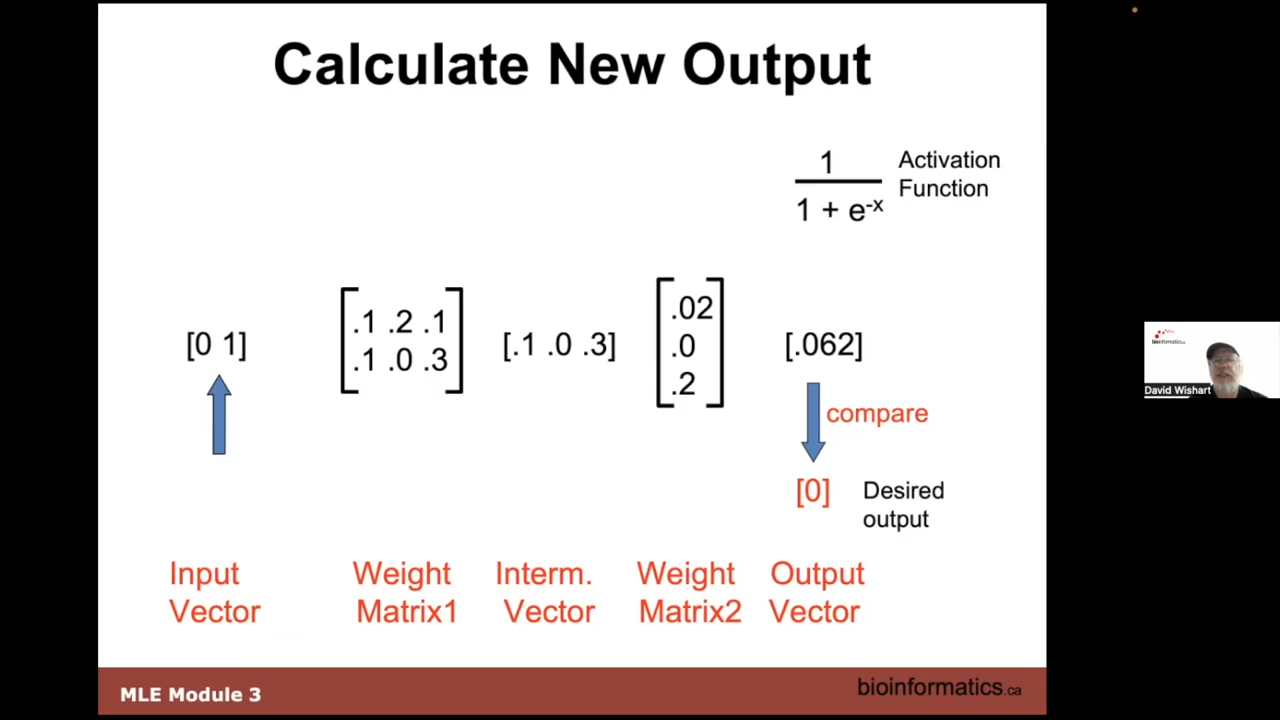 Calculate New Output
1
1 + e-x
Activation
Function
[0 1]
.1 .2 .1
.1 .0 .3
[.1 .0 .3]
.02
.0
.2
[.062]
compare
[0]
Desired
output
Input
Vector
Weight
Matrix1
Interm.
Vector
Weight
Matrix2
Output
Vector
MLE Module 3
bioinformatics.ca
bioinformatics.ca
David Wishart